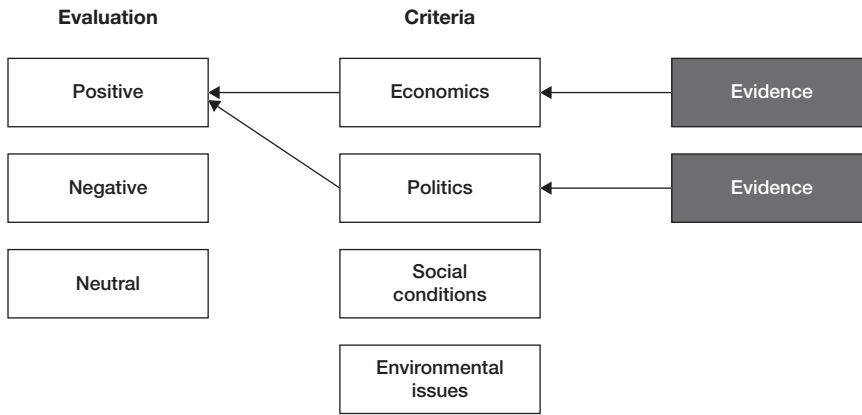 Evaluation
Criteria
Positive
Economics
Evidence
Negative
Politics
Evidence
Neutral
Social
conditions
Environmental
issues